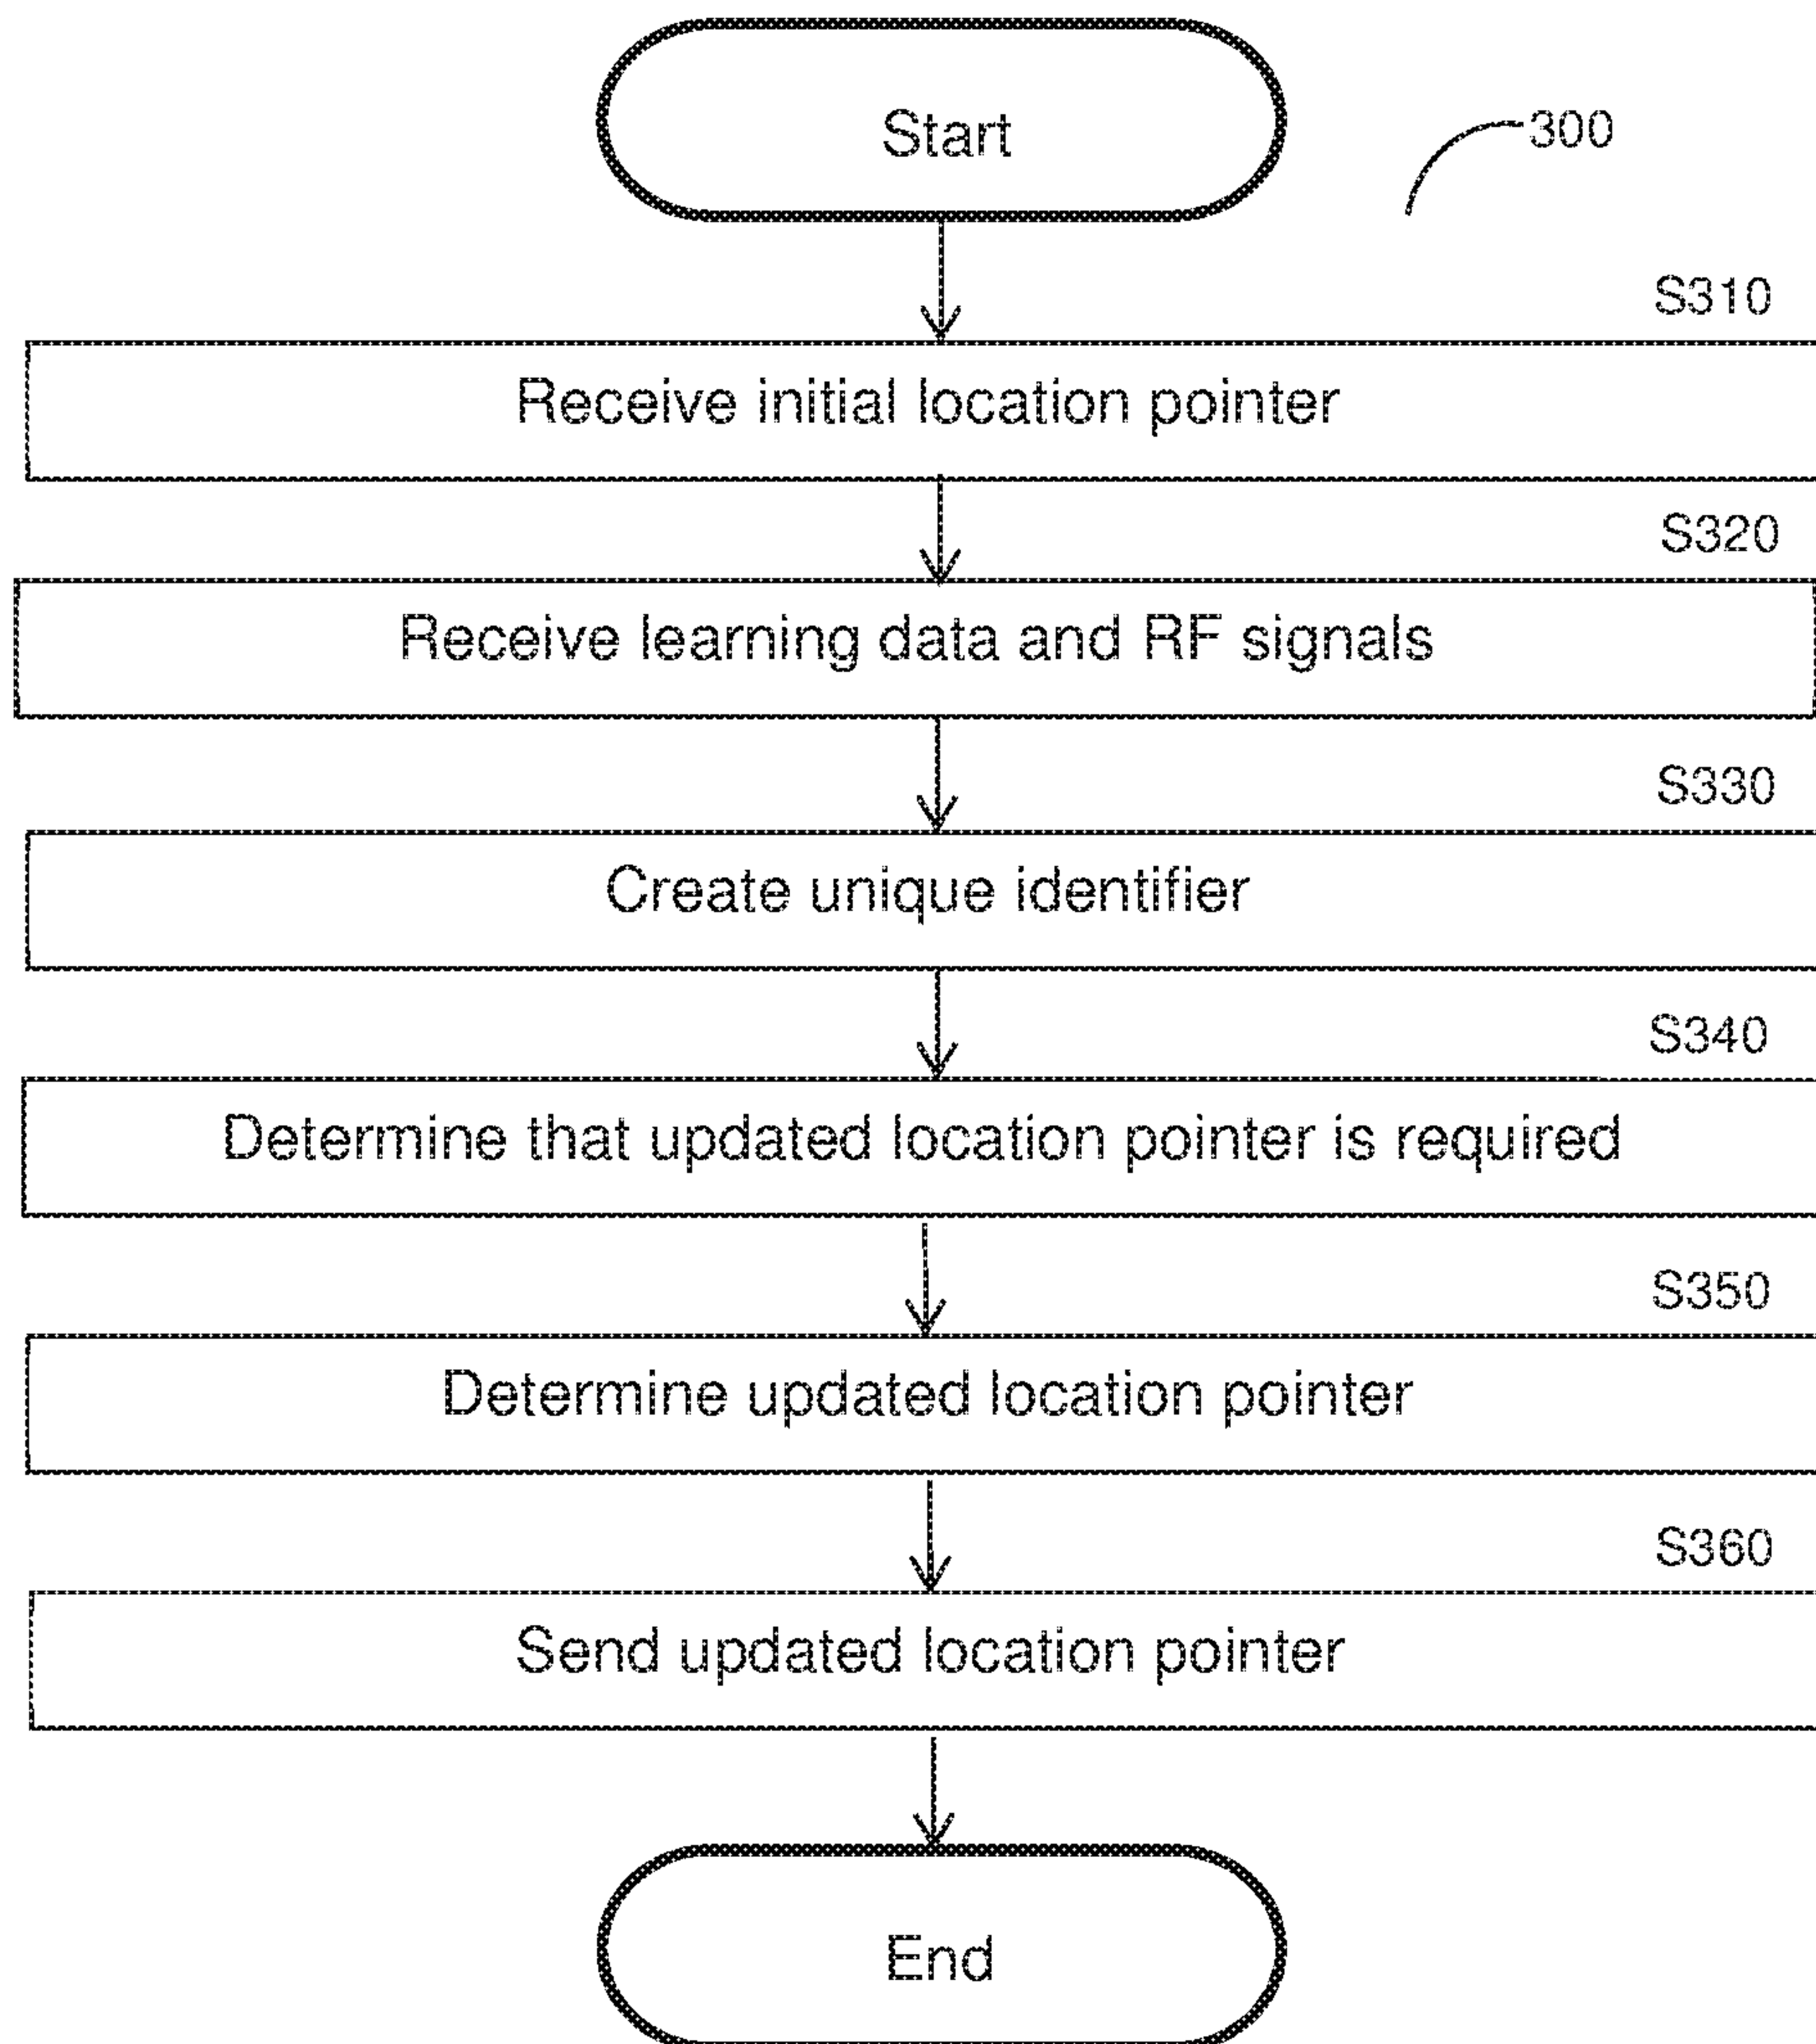 Start
300
S310
Receive initial location pointer
S320
Receive learning data and RF signals
S330
Create unique identifier
S340
Determine that updated location pointer is required
S350
Determine updated location pointer
S360
Send updated location pointer
End